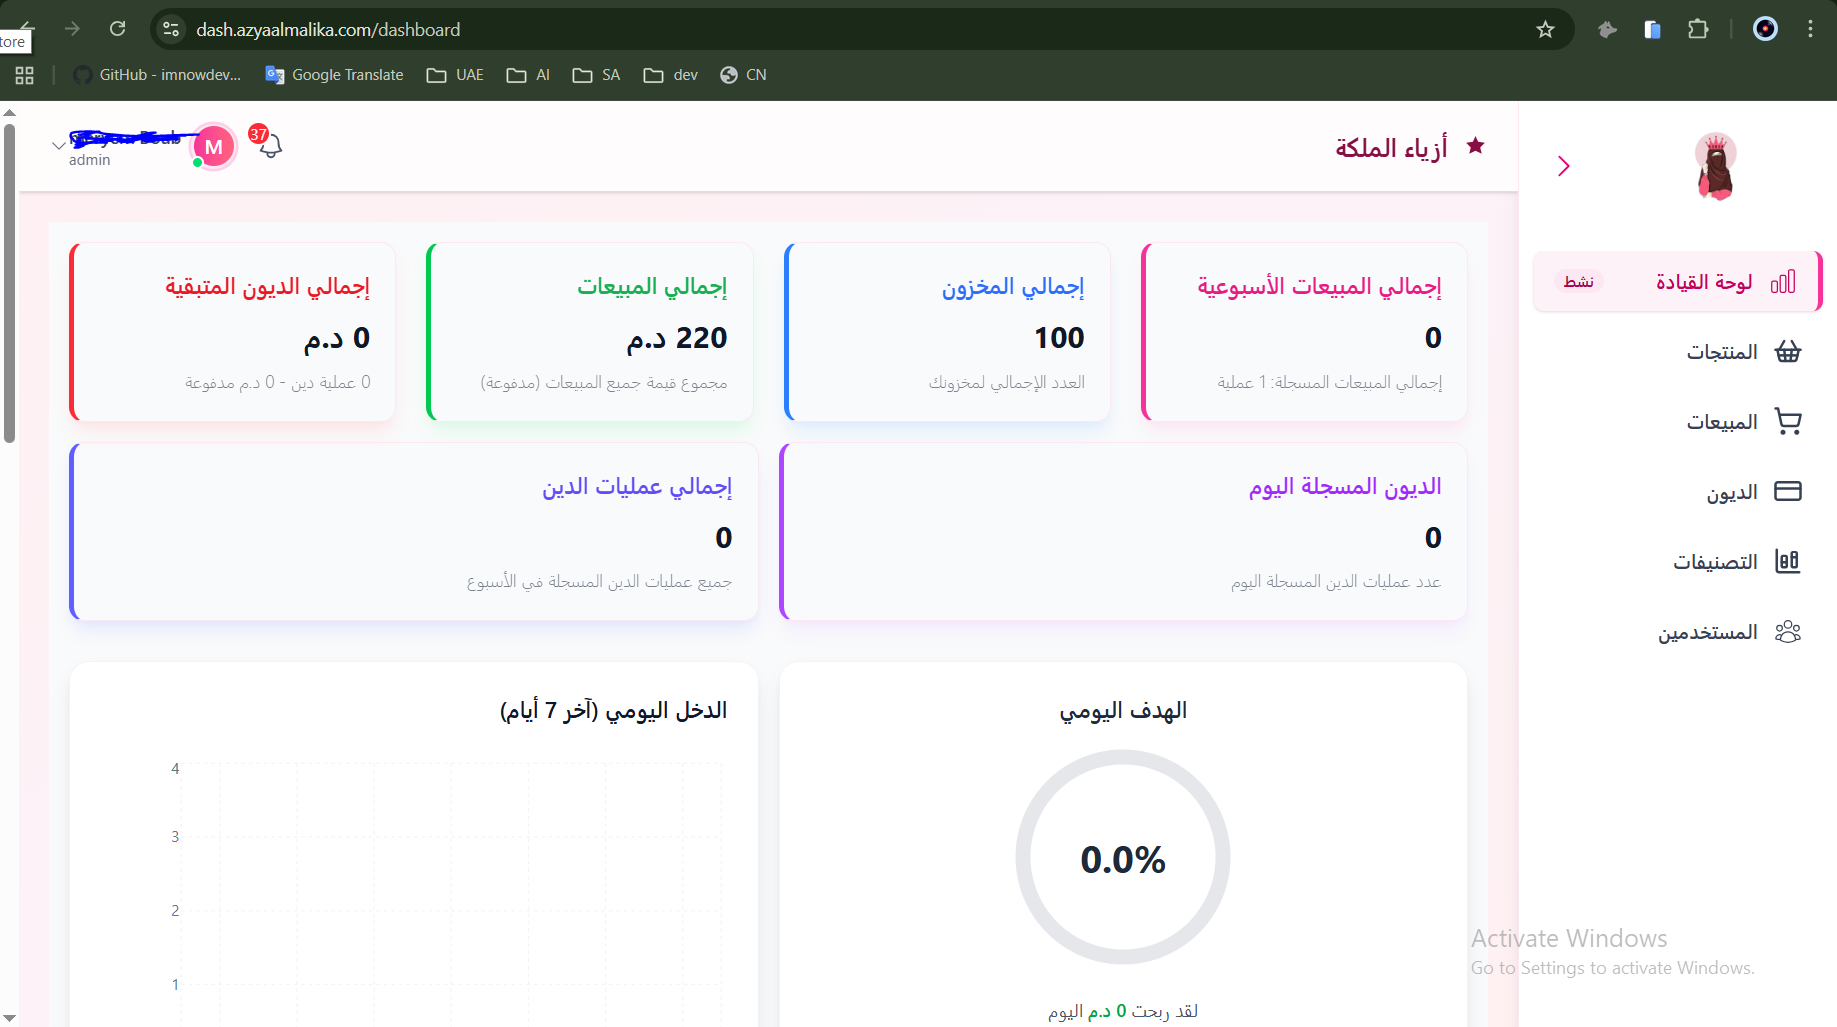 tore
dash.azyaalmalika.com/dashboard
GitHub - imnowdev...
Google Translate
UAE
AI
SA
dev
CN
أزياء الملكة
37
M
admin
لوحة القيادة
نشط
المنتجات
المبيعات
الديون
التصنيفات
المستخدمين
إجمالي المبيعات الأسبوعية
0
إجمالي المبيعات المسجلة: 1 عملية
إجمالي المخزون
100
العدد الإجمالي لمخزونك
إجمالي المبيعات
220 د.م
مجموع قيمة جميع المبيعات (مدفوعة)
إجمالي الديون المتبقية
0 د.م
0 عملية دين - 0 د.م مدفوعة
الديون المسجلة اليوم
0
عدد عمليات الدين المسجلة اليوم
إجمالي عمليات الدين
0
جميع عمليات الدين المسجلة في الأسبوع
الهدف اليومي
0.0%
لقد ربحت 0 د.م اليوم
الدخل اليومي (آخر 7 أيام)
4
3
2
1
Activate Windows
Go to Settings to activate Windows.